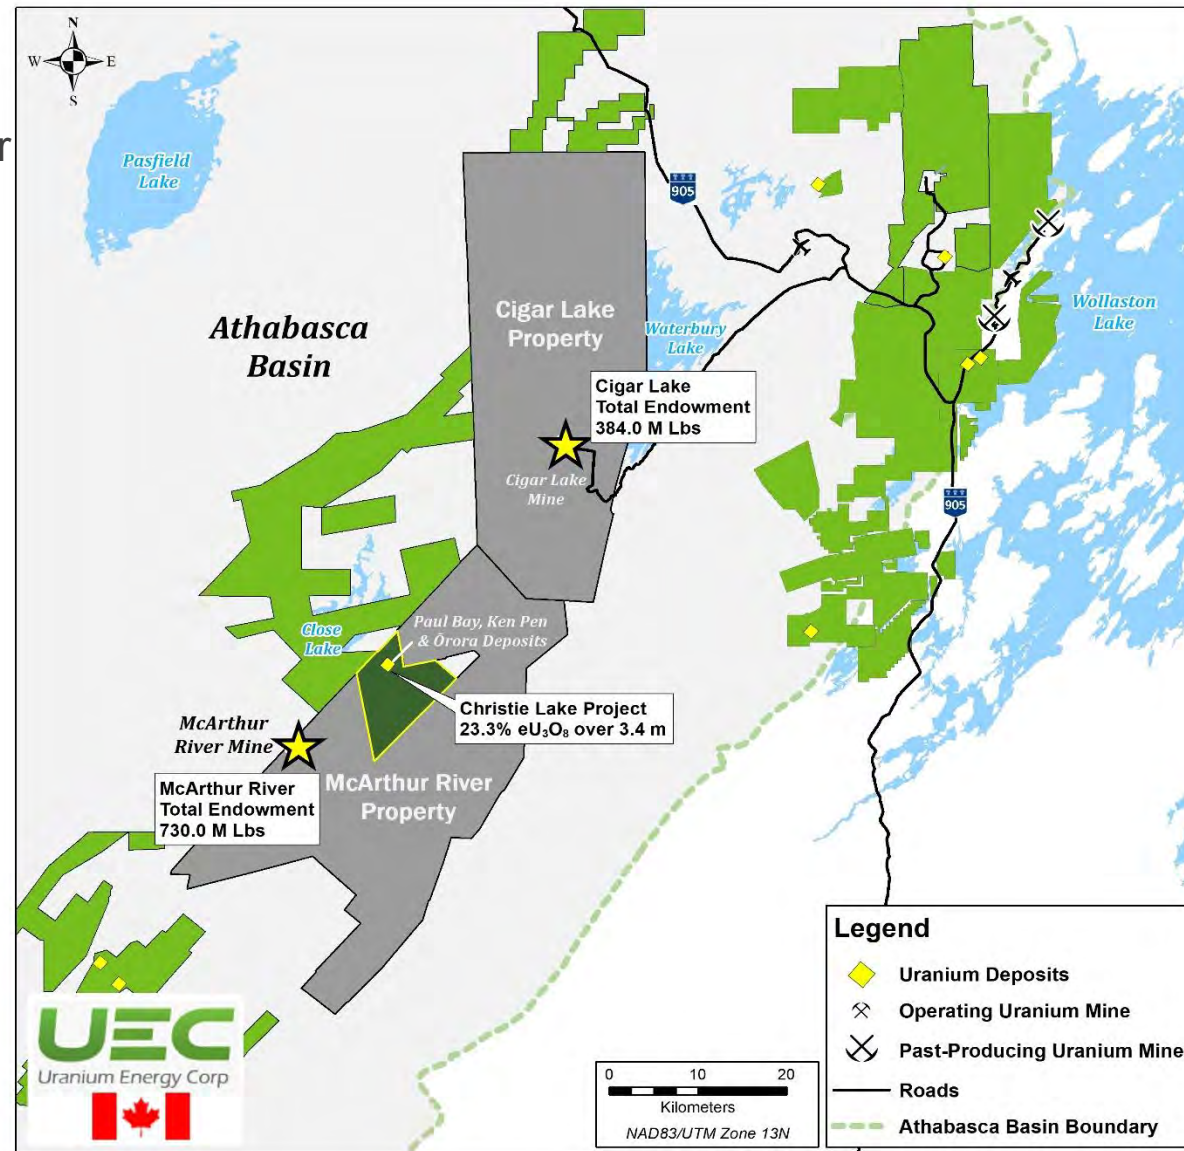 N
W E
S
r
Pasfield
Lake
905
Athabasca
Basin
Cigar Lake
Property
Waterbury
Lake
Wollaston
Lake
Cigar Lake
Total Endowment
384.0 M Lbs
Cigar Lake
Mine
905
Close
Lake
Paul Bay, Ken Pen
& Ōrora Deposits
Christie Lake Project
23.3% eU₃O₈ over 3.4 m
McArthur
River Mine
McArthur River
Total Endowment
730.0 M Lbs
McArthur River
Property
UEC
Uranium Energy Corp
0 10 20
Kilometers
NAD83/UTM Zone 13N
Legend
Uranium Deposits
Operating Uranium Mine
Past-Producing Uranium Mine
Roads
Athabasca Basin Boundary